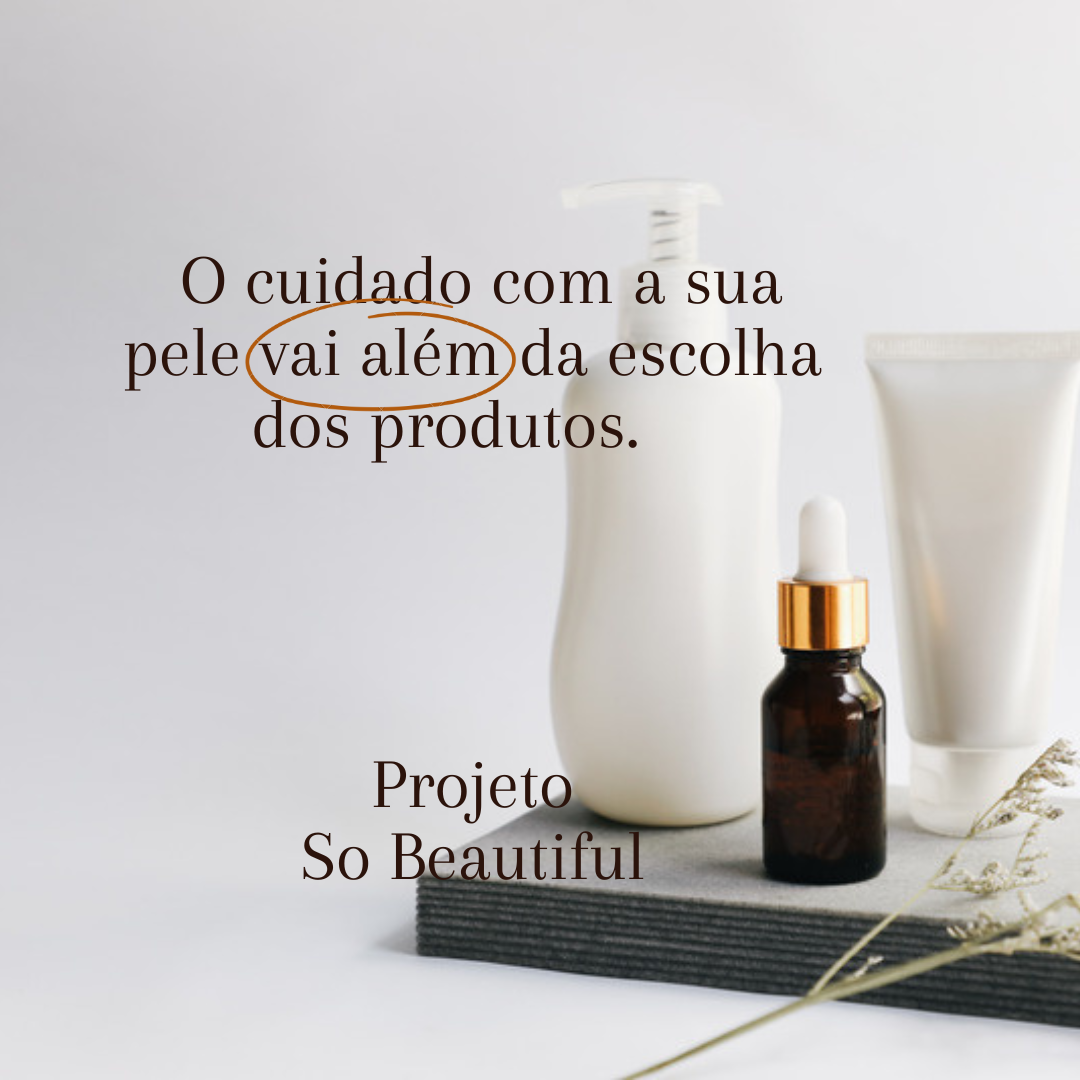 O cuidado com a sua
pele vai além da escolha
dos produtos.
Projeto
So Beautiful